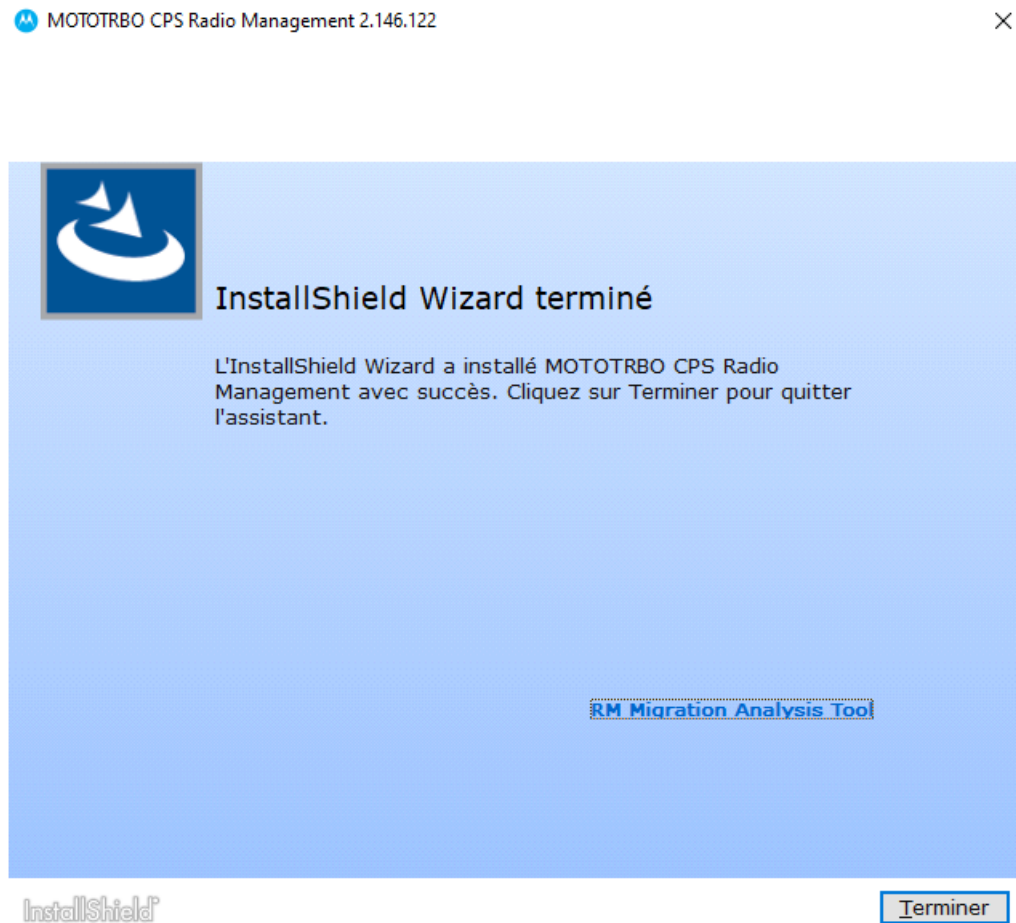 MOTOTRBO CPS Radio Management 2.146.122
InstallShield Wizard terminé
L'InstallShield Wizard a installé MOTOTRBO CPS Radio
Management avec succès. Cliquez sur Terminer pour quitter
l'assistant.
RM Migration Analysis Tool
InstallShield
Terminer